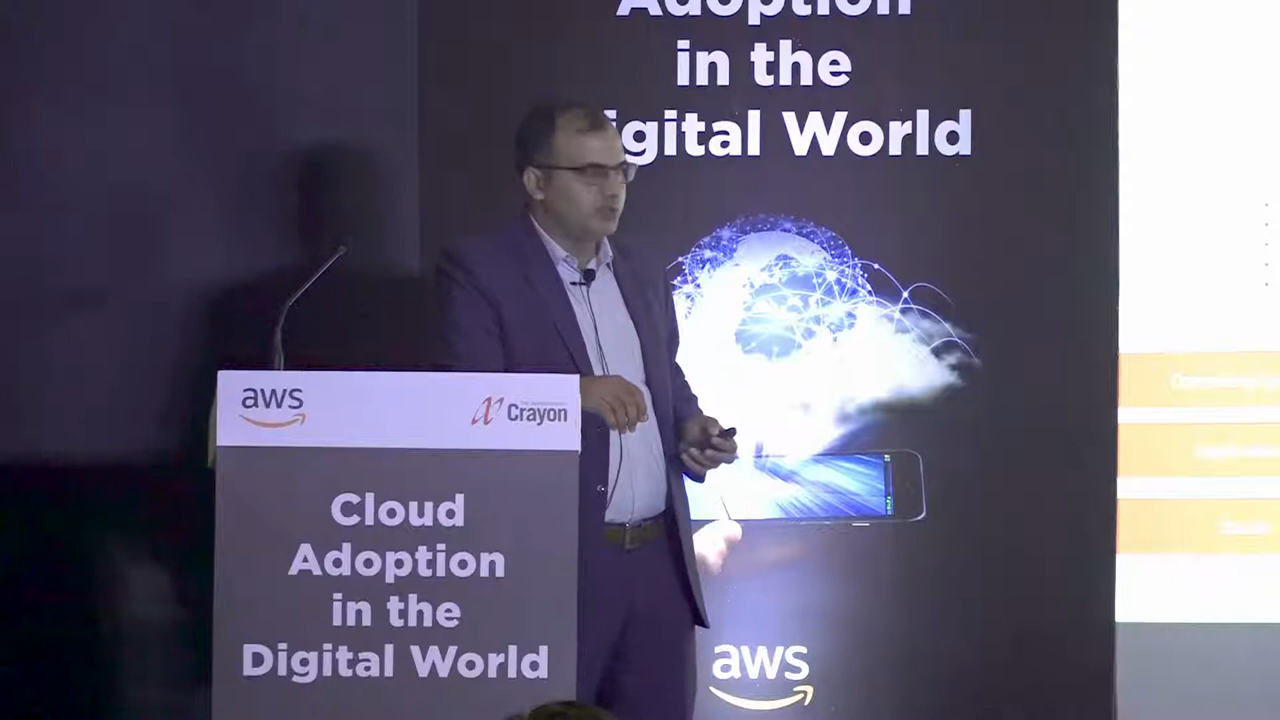 Adoption
in the
igital World
aws
Crayon
Cloud
Adoption
in the
Digital World
aws